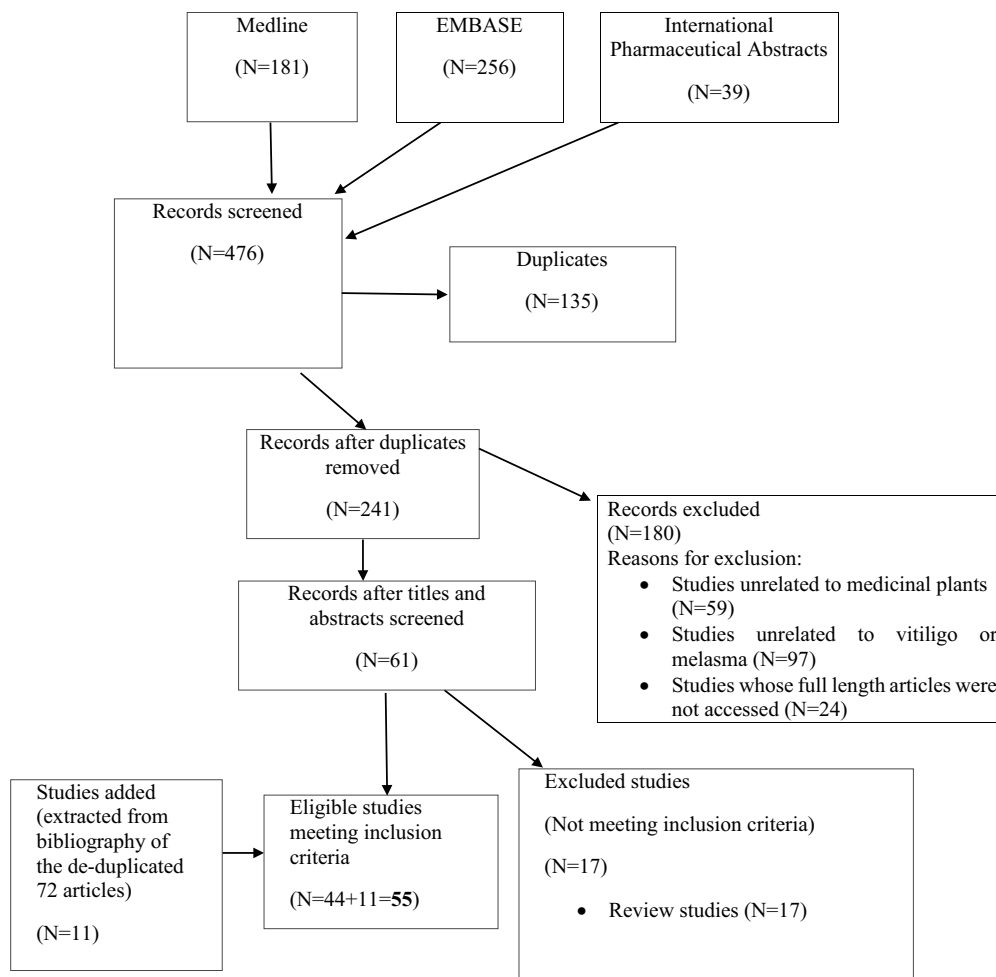 Medline
(N=181)
EMBASE
(N=256)
International
Pharmaceutical Abstracts
(N=39)
Records screened
(N=476)
Duplicates
(N=135)
Records after duplicates
removed
(N=241)
Records excluded
(N=180)
Reasons for exclusion:
• Studies unrelated to medicinal plants
(N=59)
• Studies unrelated to vitiligo or
melasma (N=97)
• Studies whose full length articles were
not accessed (N=24)
Records after titles and
abstracts screened
(N=61)
Studies added
(extracted from
bibliography of
the de-duplicated
72 articles)
(N=11)
Eligible studies
meeting inclusion
criteria
(N=44+11=55)
Excluded studies
(Not meeting inclusion criteria)
(N=17)
• Review studies (N=17)